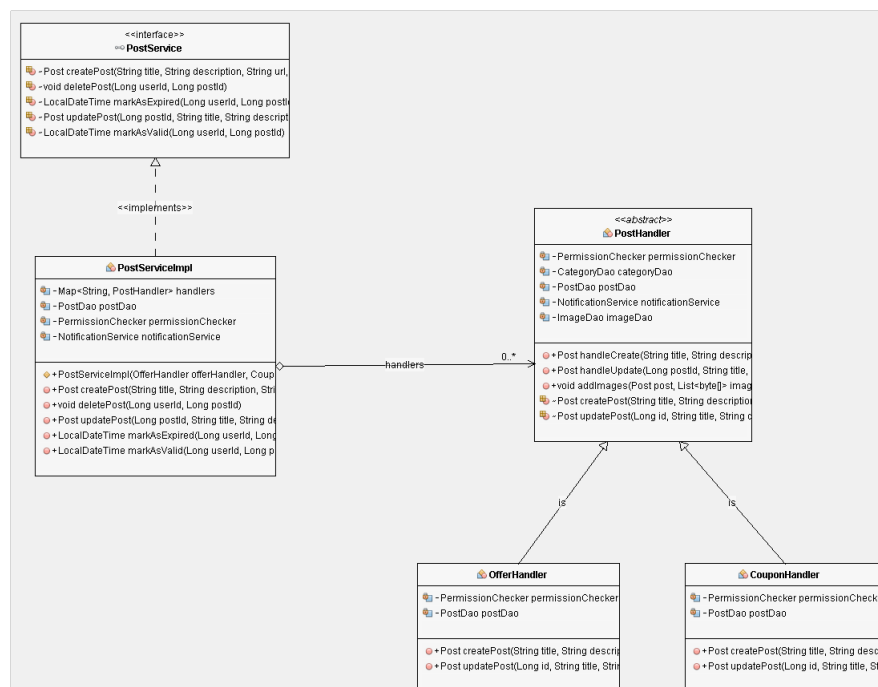 <<interface>>
PostService
~Post createPost(String title, String description, String url,
~void deletePost(Long userId, Long postId)
~LocalDateTime markAsExpired(Long userId, Long postId
~Post updatePost(Long postId, String title, String descript
~LocalDateTime markAsValid(Long userId, Long postId)
<<implements>>
PostServiceImpl
-Map<String, PostHandler> handlers
-PostDao postDao
-PermissionChecker permissionChecker
-NotificationService notificationService
+PostServiceImpl(OfferHandler offerHandler, Coup
+Post createPost(String title, String description, Stri
+void deletePost(Long userId, Long postId)
+Post updatePost(Long postId, String title, String de
+LocalDateTime markAsExpired(Long userId, Long
+LocalDateTime markAsValid(Long userId, Long p
handlers
0..*
<<abstract>>
PostHandler
-PermissionChecker permissionChecker
-CategoryDao categoryDao
-PostDao postDao
-NotificationService notificationService
-ImageDao imageDao
+Post handleCreate(String title, String descrip
+Post handleUpdate(Long postId, String title,
+void addImages(Post post, List<byte[]> imag
~Post createPost(String title, String description
~Post updatePost(Long id, String title, String d
is
is
OfferHandler
-PermissionChecker permissionChecker
-PostDao postDao
+Post createPost(String title, String descrip
+Post updatePost(Long id, String title, Stri
CouponHandler
-PermissionChecker permissionCheck
-PostDao postDao
+Post createPost(String title, String desc
+Post updatePost(Long id, String title, St